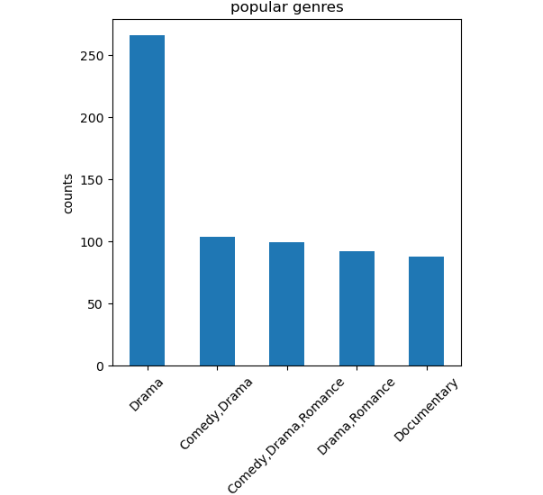 popular genres
counts
250
200
150
100
50
0
Drama
Comedy,Drama
Comedy,Drama,Romance
Drama,Romance
Documentary